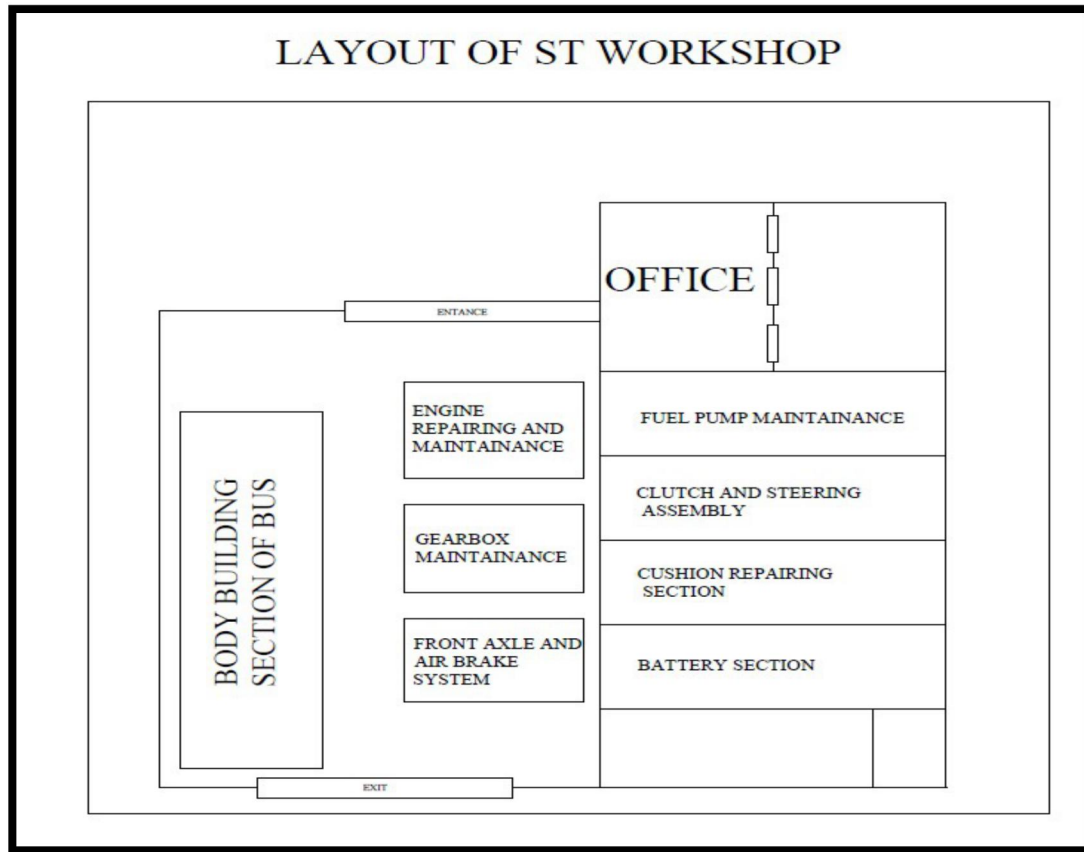 LAYOUT OF ST WORKSHOP
OFFICE
ENTANCE
ENGINE
REPAIRING AND
MAINTAINANCE
FUEL PUMP MAINTAINANCE
CLUTCH AND STEERING
ASSEMBLY
BODY BUILDING
SECTION OF BUS
GEARBOX
MAINTAINANCE
CUSHION REPAIRING
SECTION
FRONT AXLE AND
AIR BRAKE
SYSTEM
BATTERY SECTION
EXIT